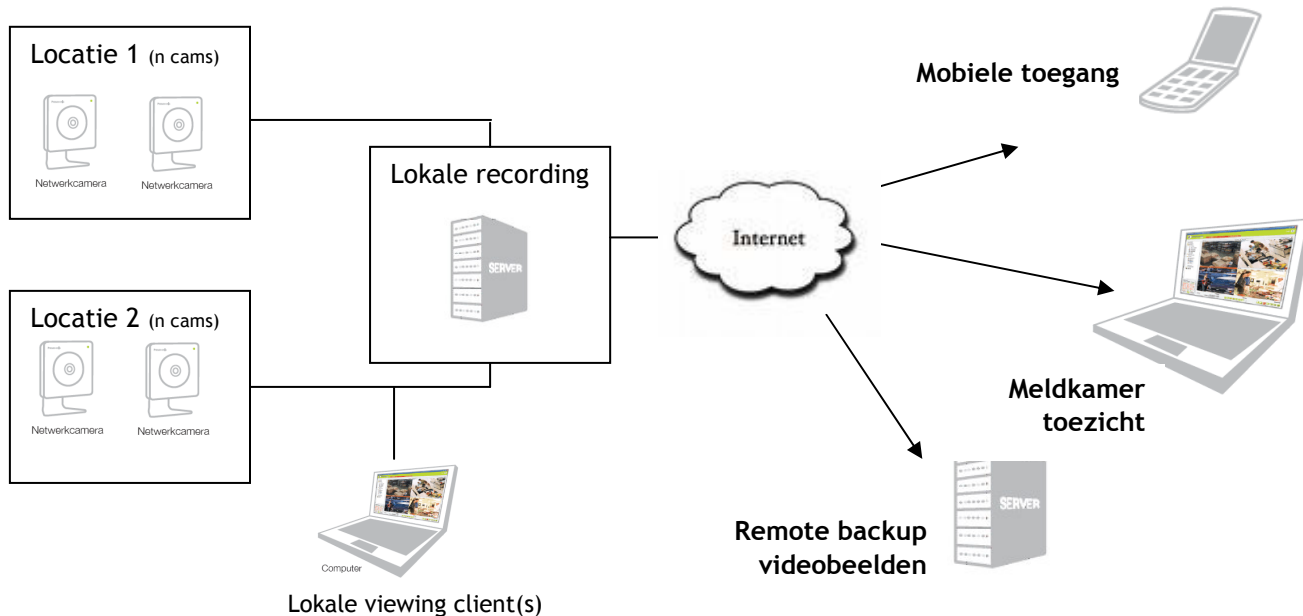 Locatie 1 (n cams)
Netwerkcamera
Netwerkcamera
Locatie 2 (n cams)
Netwerkcamera
Netwerkcamera
Lokale recording
SERVER
Computer
Lokale viewing client(s)
Internet
Mobiele toegang
Meldkamer
toezicht
Remote backup
videobeelden
SERVER